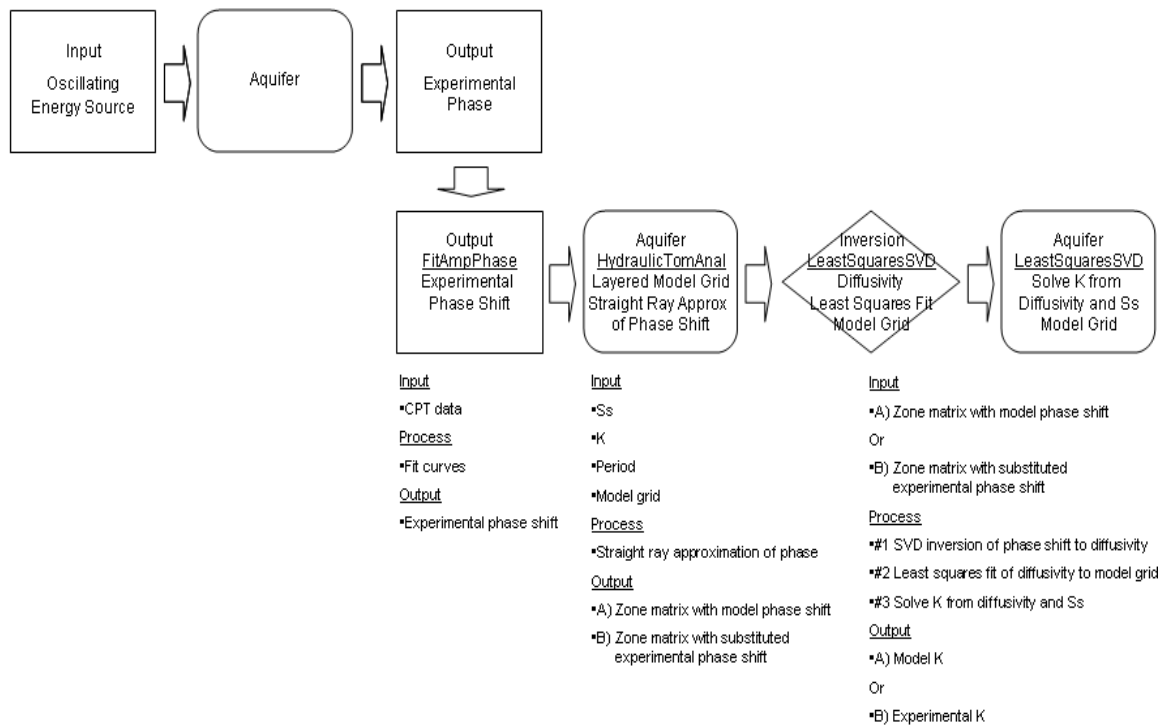 Input
Oscillating
Energy Source
Aquifer
Output
Experimental
Phase
Output
FitAmpPhase
Experimental
Phase Shift
Aquifer
HydraulicTomAnal
Layered Model Grid
Straight Ray Approx
of Phase Shift
Inversion
LeastSquaresSVD
Diffusivity
Least Squares Fit
Model Grid
Aquifer
LeastSquaresSVD
Solve K from
Diffusivity and Ss
Model Grid
Input
▪CPT data
Process
▪Fit curves
Output
▪Experimental phase shift
Input
▪Ss
▪K
▪Period
▪Model grid
Process
▪Straight ray approximation of phase
Output
▪A) Zone matrix with model phase shift
▪B) Zone matrix with substituted
experimental phase shift
Input
▪A) Zone matrix with model phase shift
Or
▪B) Zone matrix with substituted
experimental phase shift
Process
▪#1 SVD inversion of phase shift to diffusivity
▪#2 Least squares fit of diffusivity to model grid
▪#3 Solve K from diffusivity and Ss
Output
▪A) Model K
Or
▪B) Experimental K